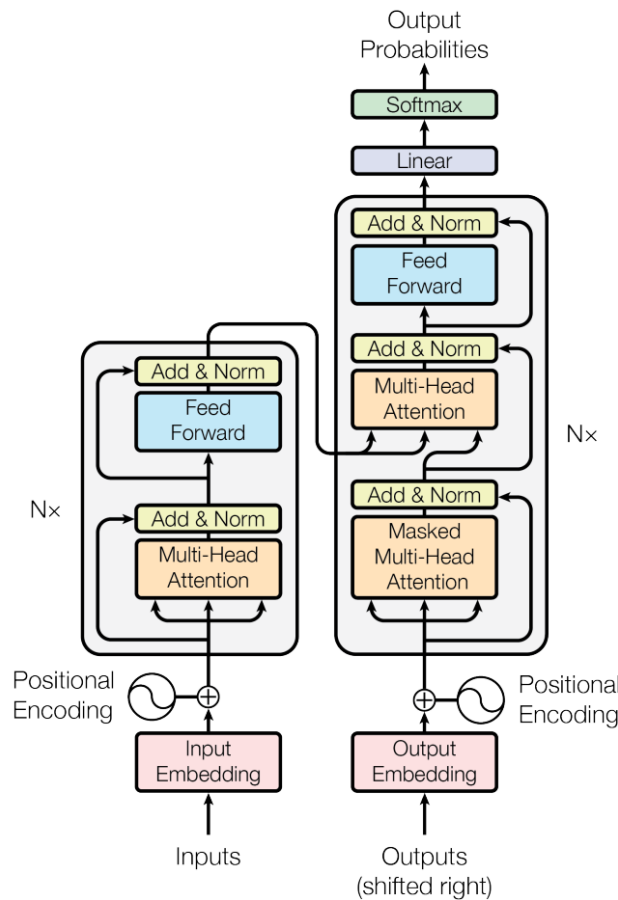 Output
Probabilities
Softmax
Linear
Add & Norm
Feed
Forward
Add & Norm
Multi-Head
Attention
Add & Norm
Masked
Multi-Head
Attention
N×
Positional
Encoding
Output
Embedding
Outputs
(shifted right)
Add & Norm
Feed
Forward
Add & Norm
Multi-Head
Attention
N×
Positional
Encoding
Input
Embedding
Inputs